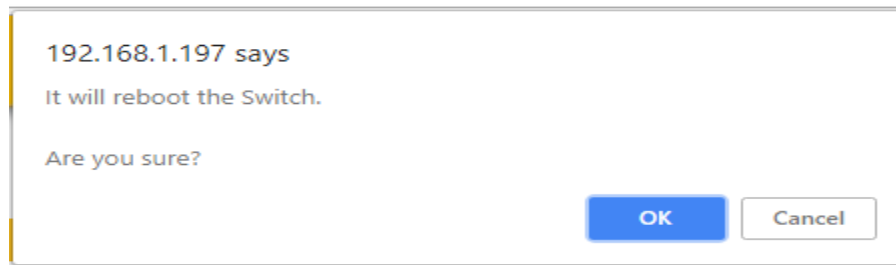 192.168.1.197 says
It will reboot the Switch.
Are you sure?
OK Cancel